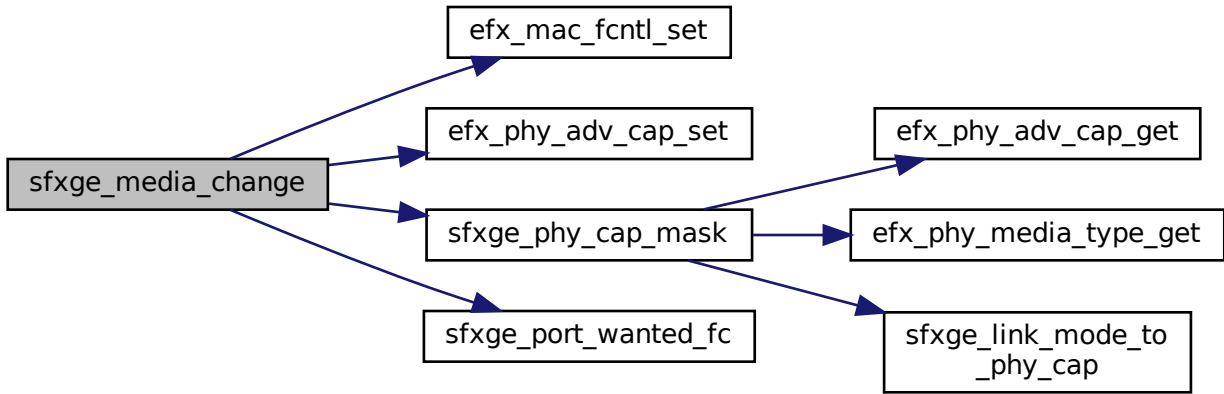 sfxge_media_change
efx_mac_fcntl_set
efx_phy_adv_cap_set
sfxge_phy_cap_mask
sfxge_port_wanted_fc
efx_phy_adv_cap_get
efx_phy_media_type_get
sfxge_link_mode_to
_phy_cap